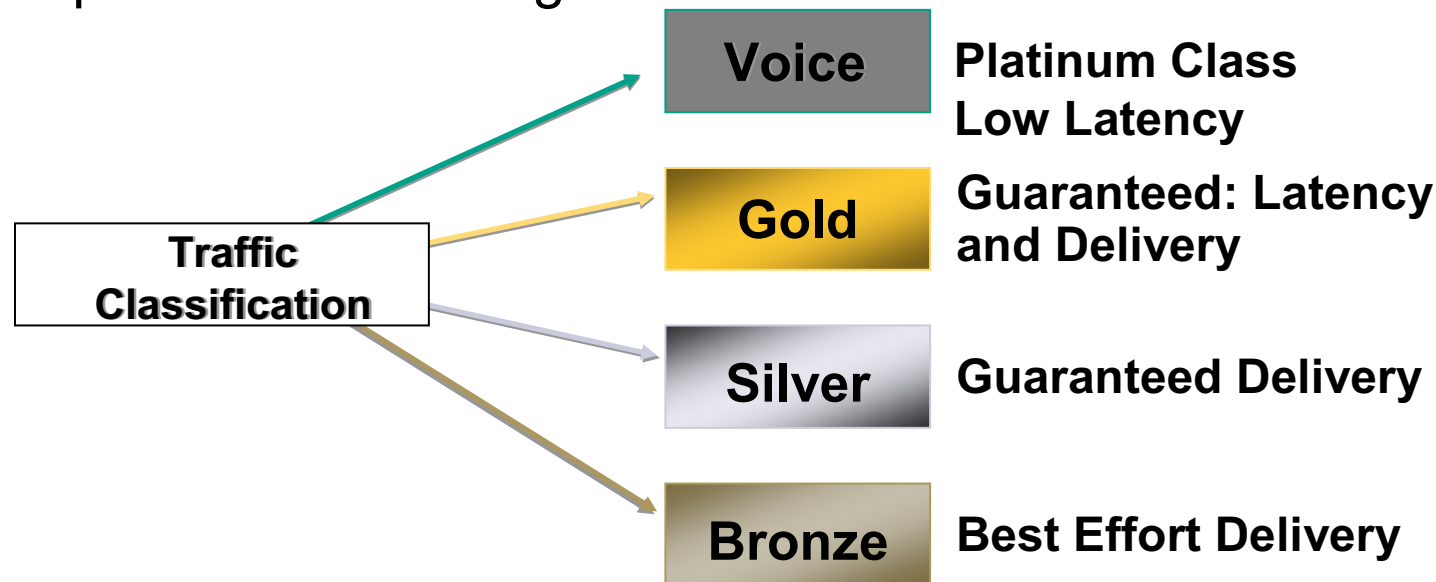 Voice
Platinum Class
Low Latency
Gold
Guaranteed: Latency
and Delivery
Traffic
Classification
Silver
Guaranteed Delivery
Bronze
Best Effort Delivery